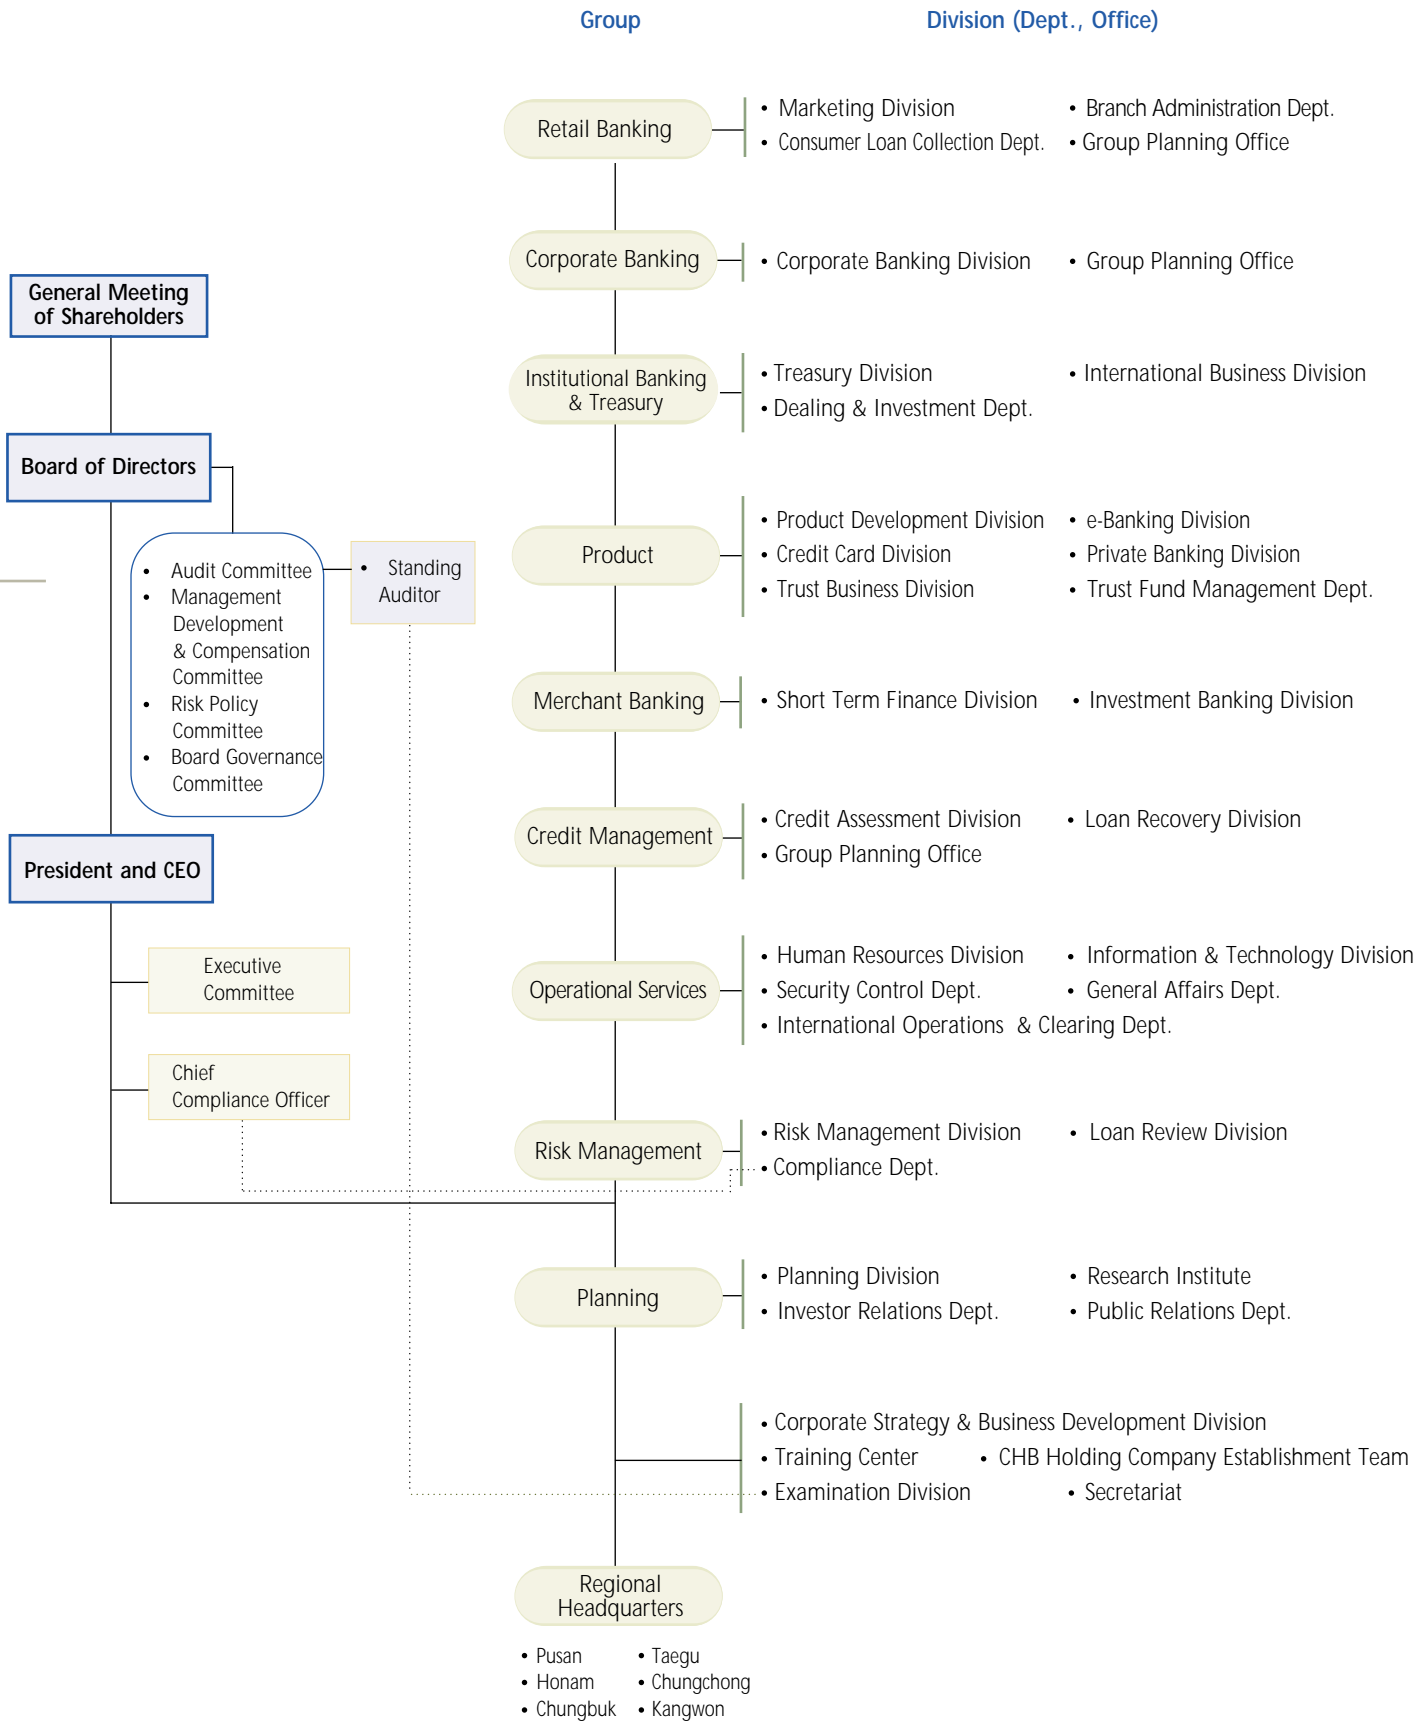 Group
Division (Dept., Office)
General Meeting
of Shareholders
Board of Directors
• Audit Committee
• Management
Development
& Compensation
Committee
• Risk Policy
Committee
• Board Governance
Committee
• Standing
Auditor
President and CEO
Executive
Committee
Chief
Compliance Officer
Retail Banking
• Marketing Division
• Branch Administration Dept.
• Consumer Loan Collection Dept.
• Group Planning Office
Corporate Banking
• Corporate Banking Division
• Group Planning Office
Institutional Banking
& Treasury
• Treasury Division
• International Business Division
• Dealing & Investment Dept.
Product
• Product Development Division
• e-Banking Division
• Credit Card Division
• Private Banking Division
• Trust Business Division
• Trust Fund Management Dept.
Merchant Banking
• Short Term Finance Division
• Investment Banking Division
Credit Management
• Credit Assessment Division
• Loan Recovery Division
• Group Planning Office
Operational Services
• Human Resources Division
• Information & Technology Division
• Security Control Dept.
• General Affairs Dept.
• International Operations & Clearing Dept.
Risk Management
• Risk Management Division
• Loan Review Division
• Compliance Dept.
Planning
• Planning Division
• Research Institute
• Investor Relations Dept.
• Public Relations Dept.
• Corporate Strategy & Business Development Division
• Training Center
• CHB Holding Company Establishment Team
• Examination Division
• Secretariat
Regional
Headquarters
• Pusan
• Taegu
• Honam
• Chungchong
• Chungbuk
• Kangwon